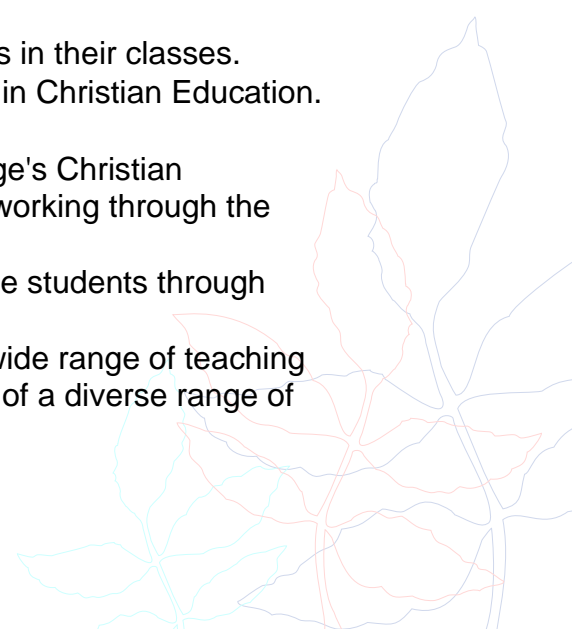 s in their classes.
in Christian Education.
ge's Christian
working through the
e students through
wide range of teaching
of a diverse range of